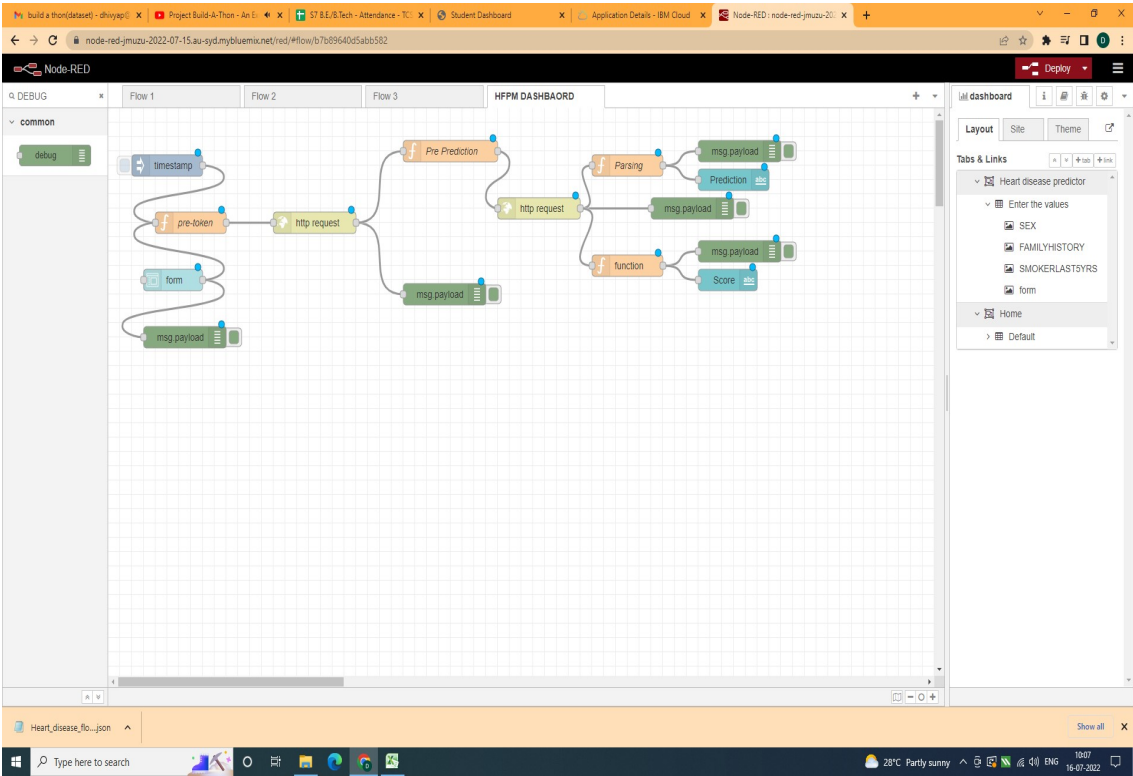 build a thon(dataset) - dhivyap@
Project Build-A-Thon - An Ex
S7 B.E./B.Tech - Attendance - TCS
Student Dashboard
Application Details - IBM Cloud
Node-RED : node-red-jmuzu-202
node-red-jmuzu-2022-07-15.au-syd.mybluemix.net/red/#flow/b7b89640d5abb582
D
Node-RED
Deploy
DEBUG
Flow 1
Flow 2
Flow 3
HFPM DASHBAORD
dashboard
common
debug
Layout
Site
Theme
Tabs & Links
tab
link
Heart disease predictor
Enter the values
SEX
FAMILYHISTORY
SMOKERLAST5YRS
form
Home
Default
timestamp
pre-token
form
msg.payload
http request
Pre Prediction
msg.payload
http request
Parsing
msg.payload
Prediction abc
msg.payload
function
msg.payload
Score abc
Heart_disease_flo....json
Show all
Type here to search
28°C Partly sunny
ENG
10:07
16-07-2022